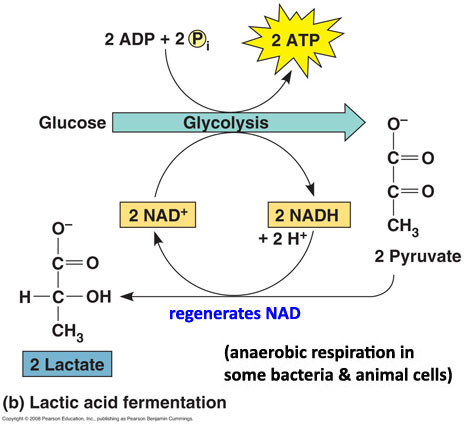 2 ADP + 2 Pi
2 ATP
Glucose
Glycolysis
O–
C=O
C=O
CH3
2 Pyruvate
2 NAD+
2 NADH
+ 2 H+
O–
C=O
H–C–OH
CH3
2 Lactate
regenerates NAD
(anaerobic respiration in
some bacteria & animal cells)
(b) Lactic acid fermentation
Copyright © 2008 Pearson Education, Inc., publishing as Pearson Benjamin Cummings.